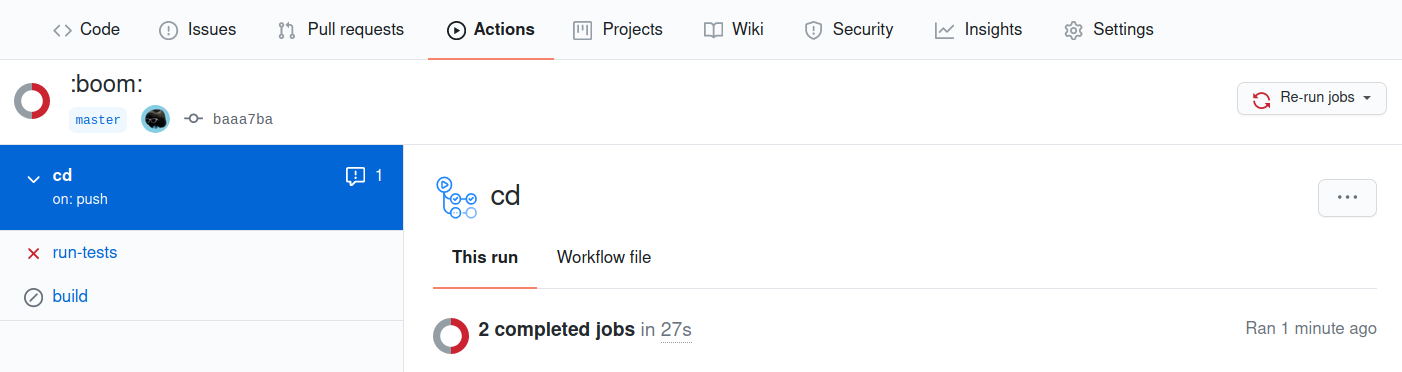 Code Issues Pull requests Actions Projects Wiki Security Insights Settings
:boom:
master baaa7ba
Re-run jobs
cd 1
on: push
run-tests
build
cd
This run Workflow file
2 completed jobs in 27s
Ran 1 minute ago